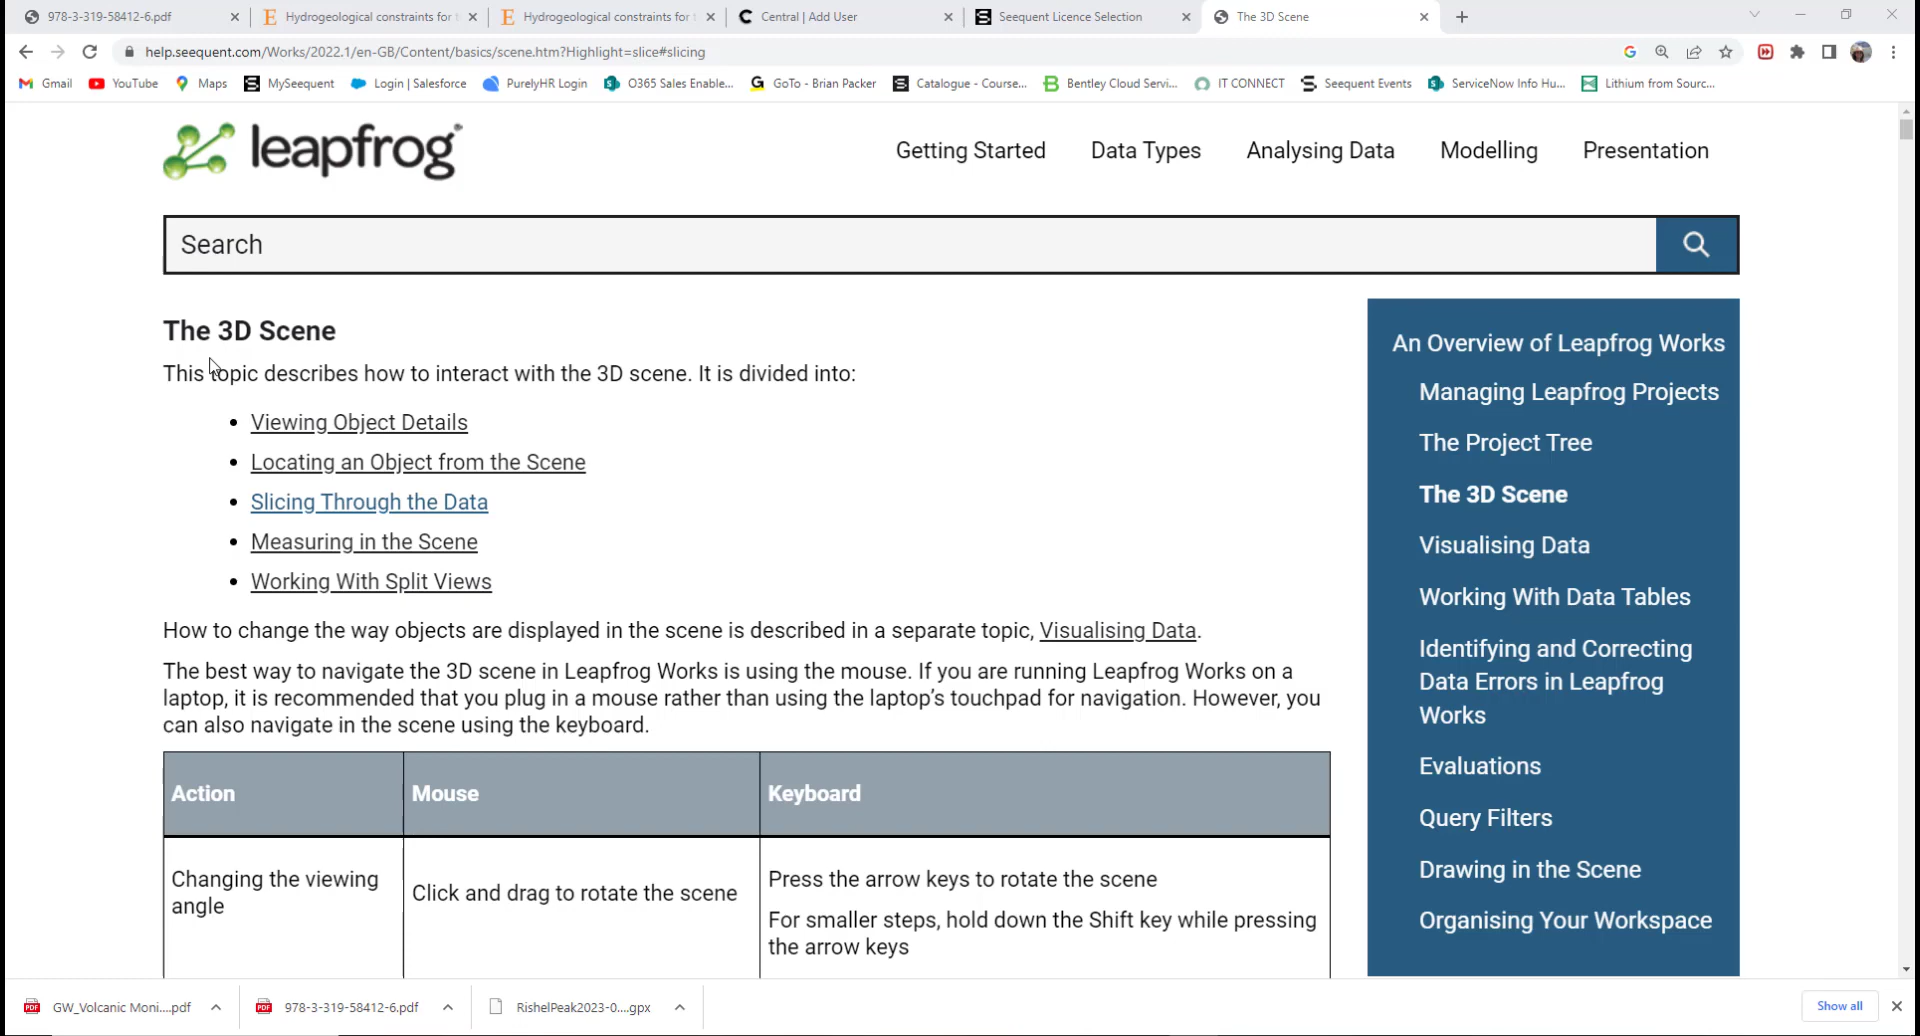 978-3-319-58412-6.pdf
Hydrogeological constraints for
Hydrogeological constraints for
Central | Add User
Seequent Licence Selection
The 3D Scene
help.seequent.com/Works/2022.1/en-GB/Content/basics/scene.htm?Highlight=slice#slicing
Gmail
YouTube
Maps
MySeequent
Login | Salesforce
PurelyHR Login
O365 Sales Enable...
GoTo - Brian Packer
Catalogue - Course...
Bentley Cloud Servi...
IT CONNECT
Seequent Events
ServiceNow Info Hu...
Lithium from Sourc...
leapfrog
Getting Started
Data Types
Analysing Data
Modelling
Presentation
Search
The 3D Scene
This topic describes how to interact with the 3D scene. It is divided into:
• Viewing Object Details
• Locating an Object from the Scene
• Slicing Through the Data
• Measuring in the Scene
• Working With Split Views
How to change the way objects are displayed in the scene is described in a separate topic, Visualising Data.
The best way to navigate the 3D scene in Leapfrog Works is using the mouse. If you are running Leapfrog Works on a
laptop, it is recommended that you plug in a mouse rather than using the laptop's touchpad for navigation. However, you
can also navigate in the scene using the keyboard.
Action
Mouse
Keyboard
Changing the viewing
angle
Click and drag to rotate the scene
Press the arrow keys to rotate the scene
For smaller steps, hold down the Shift key while pressing
the arrow keys
An Overview of Leapfrog Works
Managing Leapfrog Projects
The Project Tree
The 3D Scene
Visualising Data
Working With Data Tables
Identifying and Correcting
Data Errors in Leapfrog
Works
Evaluations
Query Filters
Drawing in the Scene
Organising Your Workspace
GW_Volcanic Moni....pdf
978-3-319-58412-6.pdf
RishelPeak2023-0....gpx
Show all